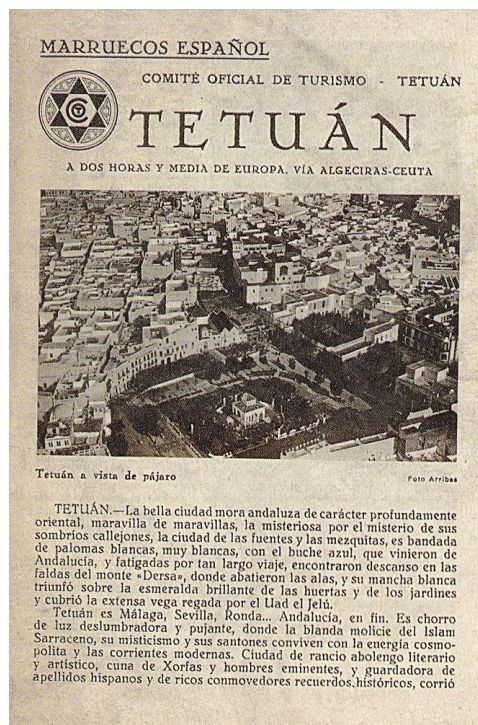 MARRUECOS ESPAÑOL
COMITÉ OFICIAL DE TURISMO - TETUÁN
TETUÁN
A DOS HORAS Y MEDIA DE EUROPA, VÍA ALGECIRAS-CEUTA
Tetuán a vista de pájaro
Foto Arribas
TETUÁN.—La bella ciudad mora andaluza de carácter profundamente
oriental, maravilla de maravillas, la misteriosa por el misterio de sus
sombrios callejones, la ciudad de las fuentes y las mezquitas, es bandada
de palomas blancas, muy blancas, con el buche azul, que vinieron de
Andalucía, y fatigadas por tan largo viaje, encontraron descanso en las
faldas del monte «Dersa», donde abatieron las alas, y su mancha blanca
triunfó sobre la esmeralda brillante de las huertas y de los jardines
y cubrió la extensa vega regada por el Uad el Jelú.
Tetuán es Málaga, Sevilla, Ronda... Andalucía, en fin. Es chorro
de luz deslumbradora y pujante, donde la blanda molicie del Islam
Sarraceno, su misticismo y sus santones conviven con la energía cosmo-
polita y las corrientes modernas. Ciudad de rancio abolengo literario
y artístico, cuna de Xorfas y hombres eminentes, y guardadora de
apellidos hispanos y de ricos conmovedores recuerdos históricos, corrió